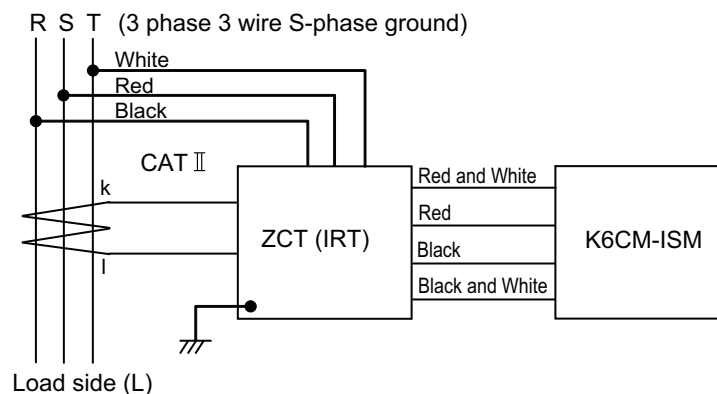 R S T (3 phase 3 wire S-phase ground)
White
Red
Black
CAT Ⅱ
k
l
ZCT (IRT)
Red and White
Red
Black
Black and White
K6CM-ISM
Load side (L)